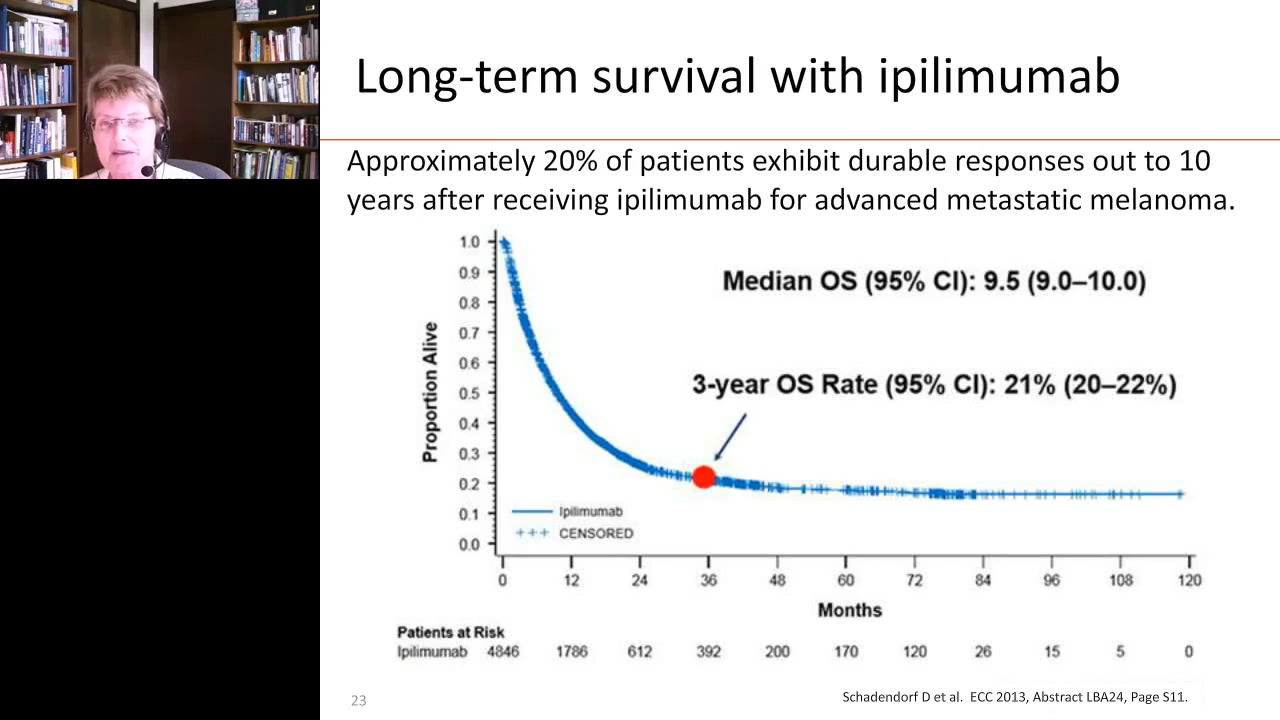 Long-term survival with ipilimumab
Approximately 20% of patients exhibit durable responses out to 10
years after receiving ipilimumab for advanced metastatic melanoma.
Median OS (95% CI): 9.5 (9.0–10.0)
3-year OS Rate (95% CI): 21% (20–22%)
Proportion Alive
1.0
0.9
0.8
0.7
0.6
0.5
0.4
0.3
0.2
0.1
0.0
Ipilimumab
CENSORED
0 12 24 36 48 60 72 84 96 108 120
Months
Patients at Risk
Ipilimumab 4846 1786 612 392 200 170 120 26 15 5 0
23
Schadendorf D et al. ECC 2013, Abstract LBA24, Page S11.